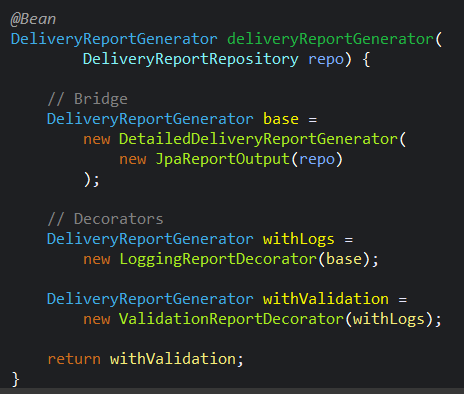 @Bean
DeliveryReportGenerator deliveryReportGenerator(
        DeliveryReportRepository repo) {

    // Bridge
    DeliveryReportGenerator base =
        new DetailedDeliveryReportGenerator(
            new JpaReportOutput(repo)
        );

    // Decorators
    DeliveryReportGenerator withLogs =
        new LoggingReportDecorator(base);

    DeliveryReportGenerator withValidation =
        new ValidationReportDecorator(withLogs);

    return withValidation;
}